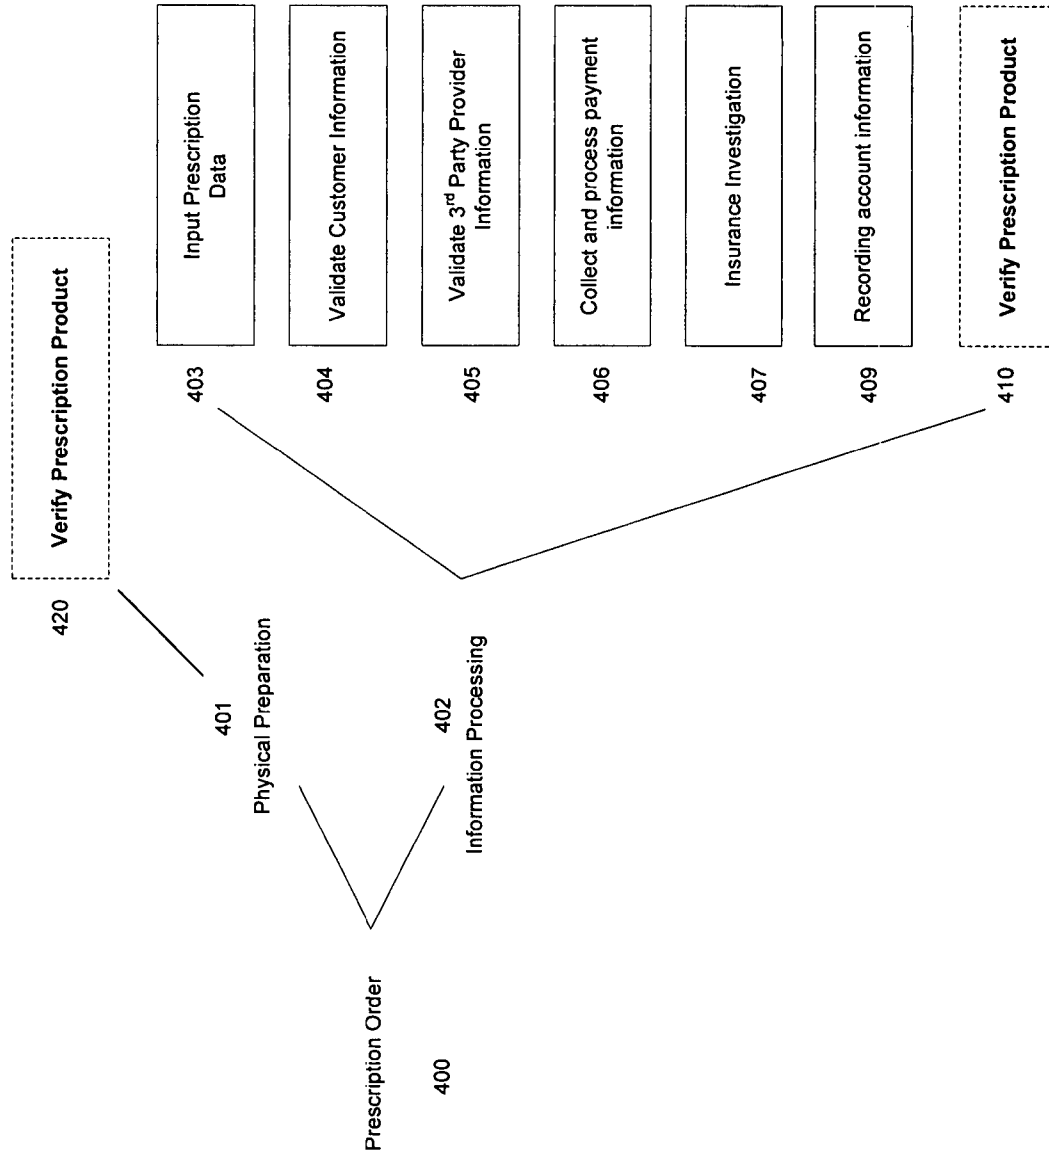 Prescription Order
400
401
Physical Preparation
402
Information Processing
420
Verify Prescription Product
403
Input Prescription
Data
404
Validate Customer Information
405
Validate 3rd Party Provider
Information
406
Collect and process payment
information
407
Insurance Investigation
409
Recording account information
410
Verify Prescription Product